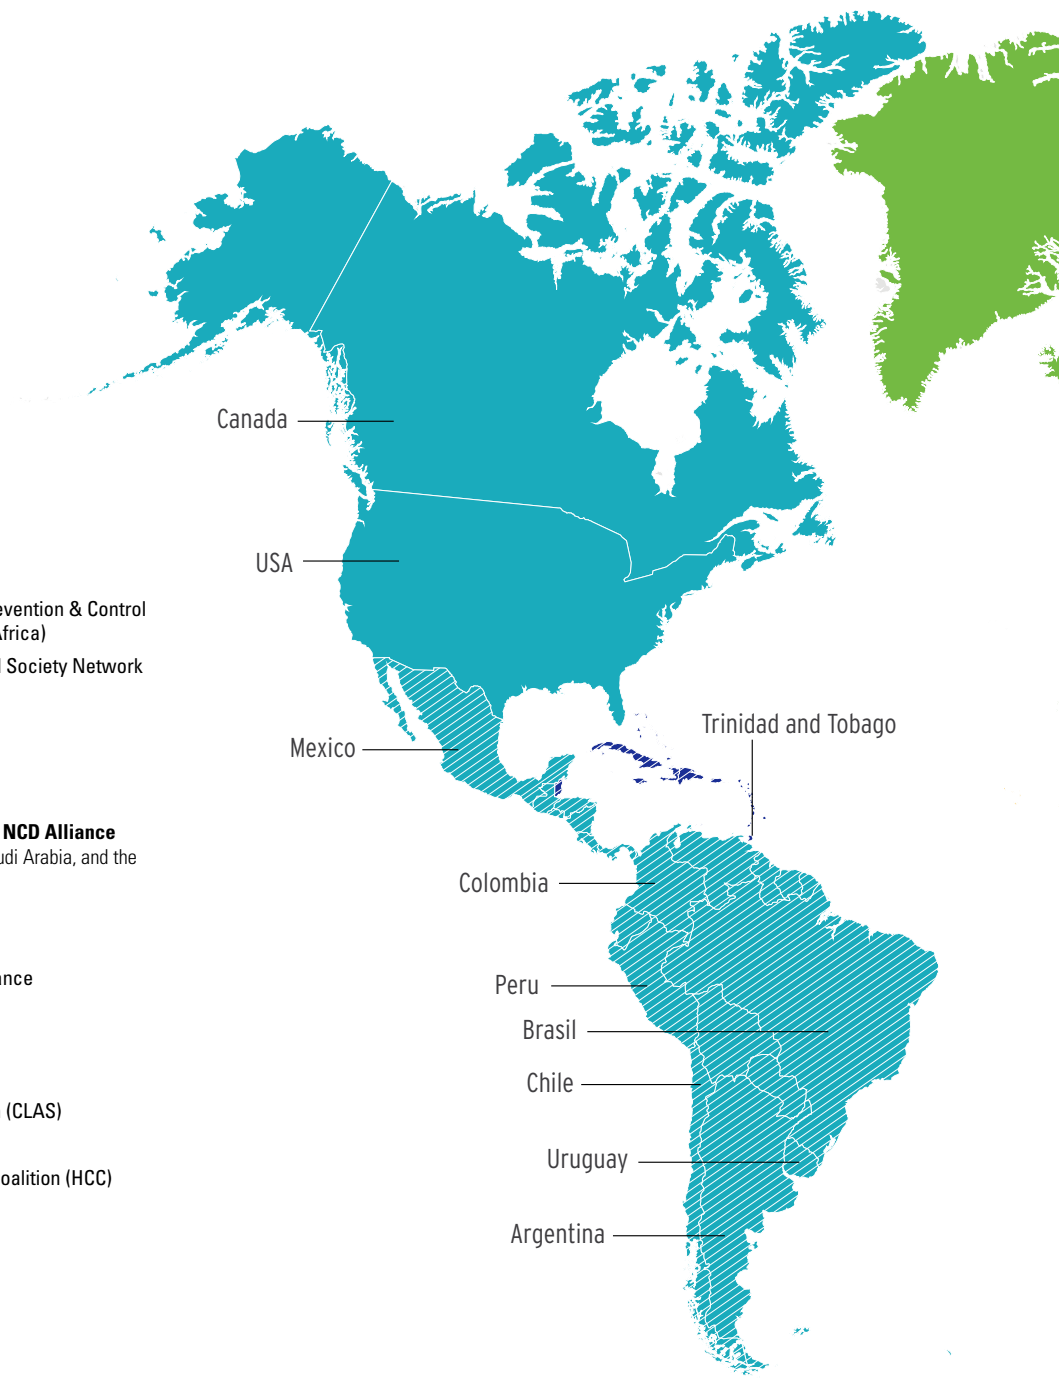 Canada
USA
evention & Control
frica)
Society Network
Trinidad and Tobago
Mexico
NCD Alliance
udi Arabia, and the
Colombia
ance
Peru
Brasil
Chile
(CLAS)
Uruguay
oalition (HCC)
Argentina